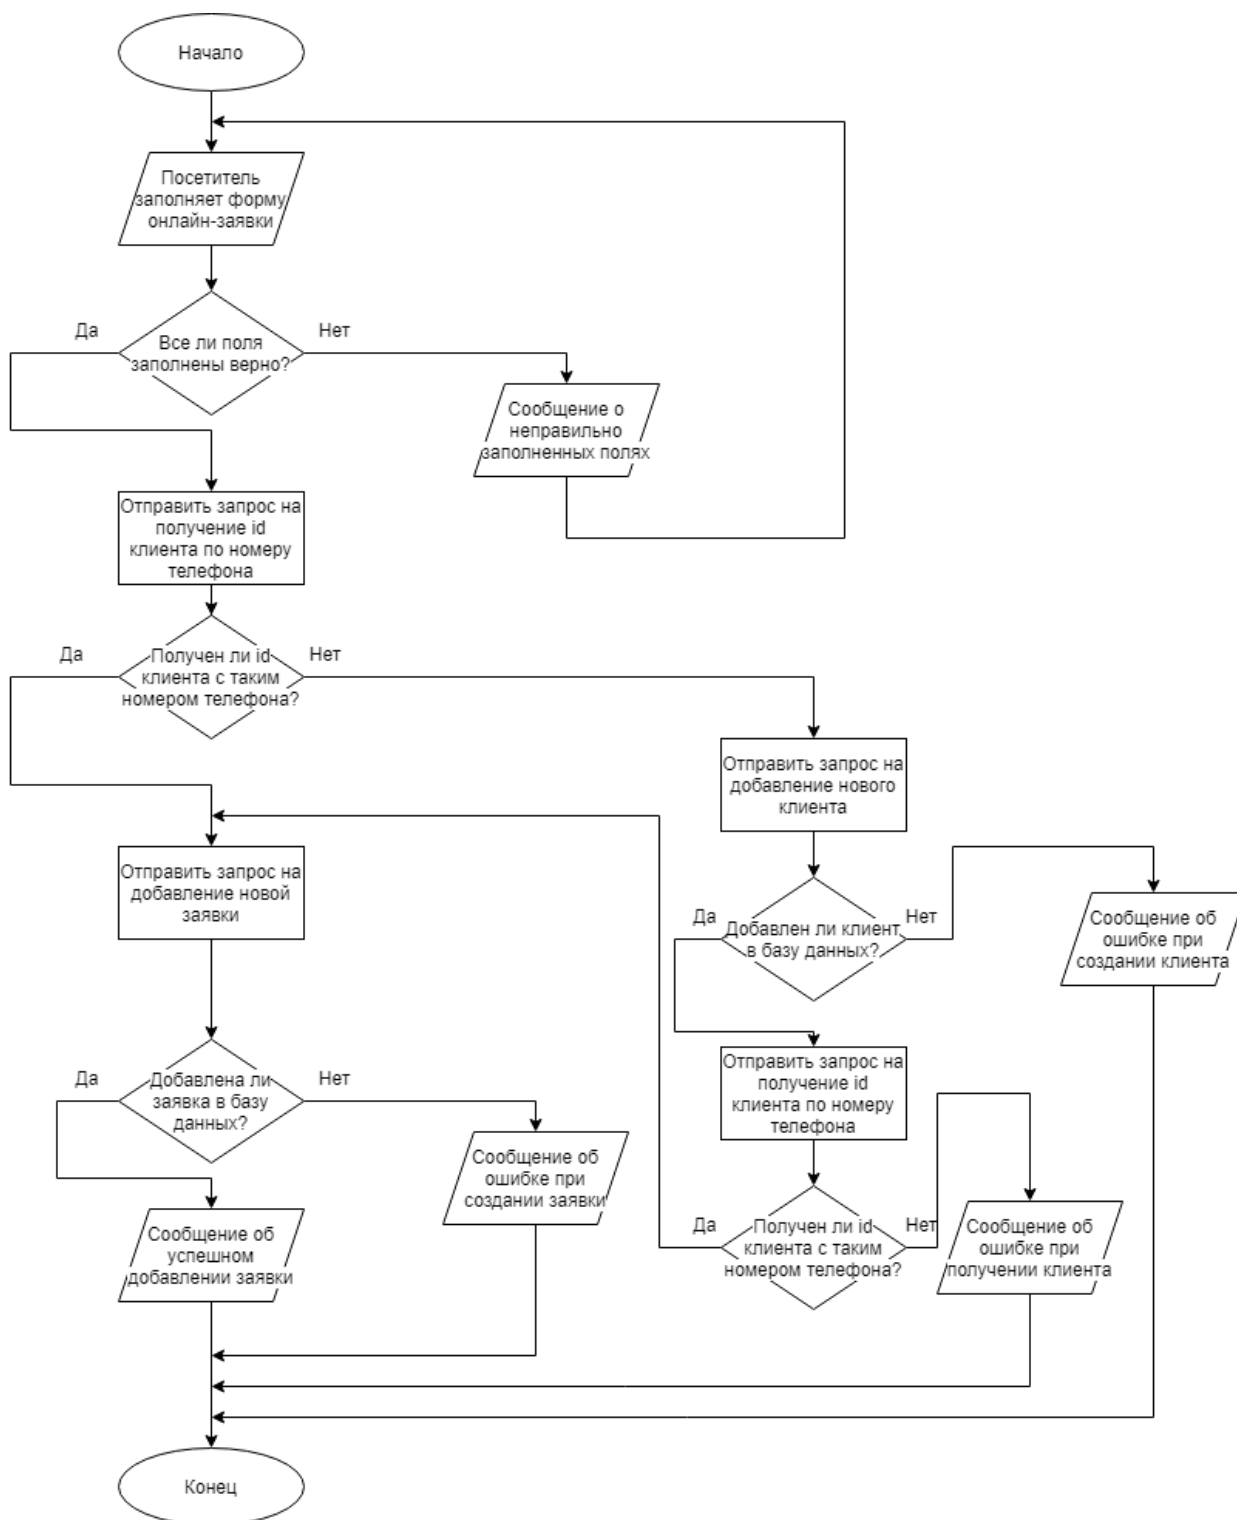 Начало
Посетитель
заполняет форму
онлайн-заявки
Да
Нет
Все ли поля
заполнены верно?
Сообщение о
неправильно
заполненных полях
Отправить запрос на
получение id
клиента по номеру
телефона
Да
Нет
Получен ли id
клиента с таким
номером телефона?
Отправить запрос на
добавление нового
клиента
Отправить запрос на
добавление новой
заявки
Да
Нет
Добавлен ли клиент
в базу данных?
Сообщение об
ошибке при
создании клиента
Отправить запрос на
получение id
клиента по номеру
телефона
Да
Нет
Добавлена ли
заявка в базу
данных?
Сообщение об
ошибке при
создании заявки
Да
Нет
Получен ли id
клиента с таким
номером телефона?
Сообщение об
ошибке при
получении клиента
Сообщение об
успешном
добавлении заявки
Конец